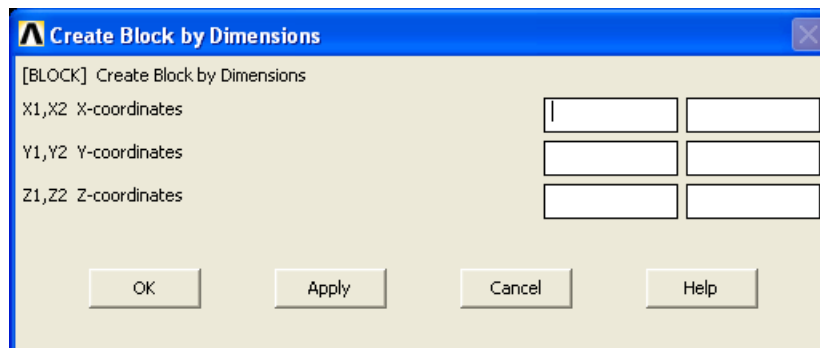 Create Block by Dimensions
[BLOCK] Create Block by Dimensions
X1,X2 X-coordinates
Y1,Y2 Y-coordinates
Z1,Z2 Z-coordinates
OK Apply Cancel Help